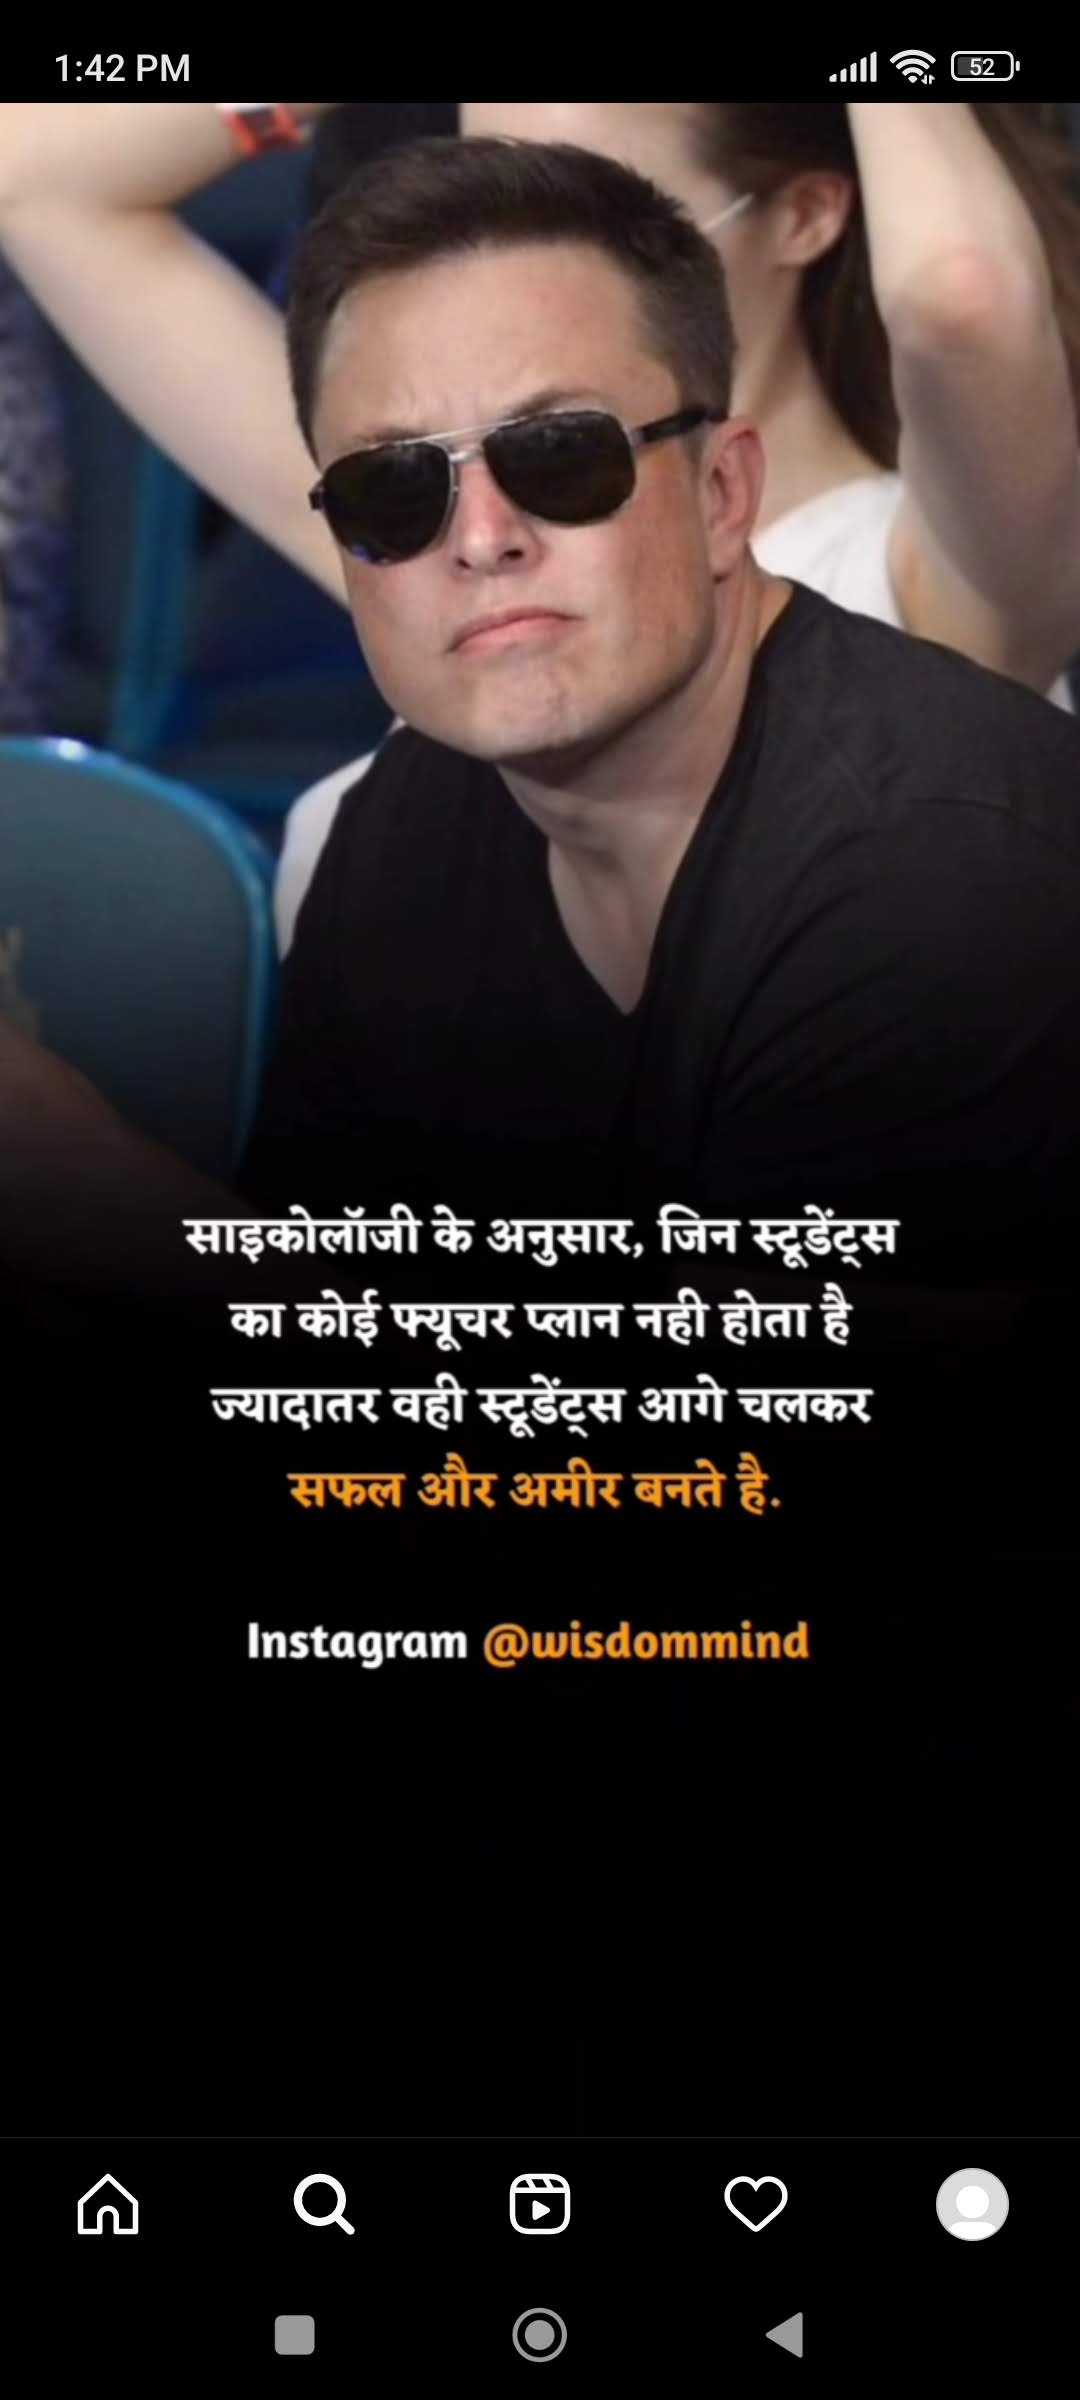 1:42 PM
52
साइकोलॉजी के अनुसार, जिन स्टूडेंट्स
का कोई फ्यूचर प्लान नही होता है
ज्यादातर वही स्टूडेंट्स आगे चलकर
सफल और अमीर बनते है.
Instagram @wisdommind